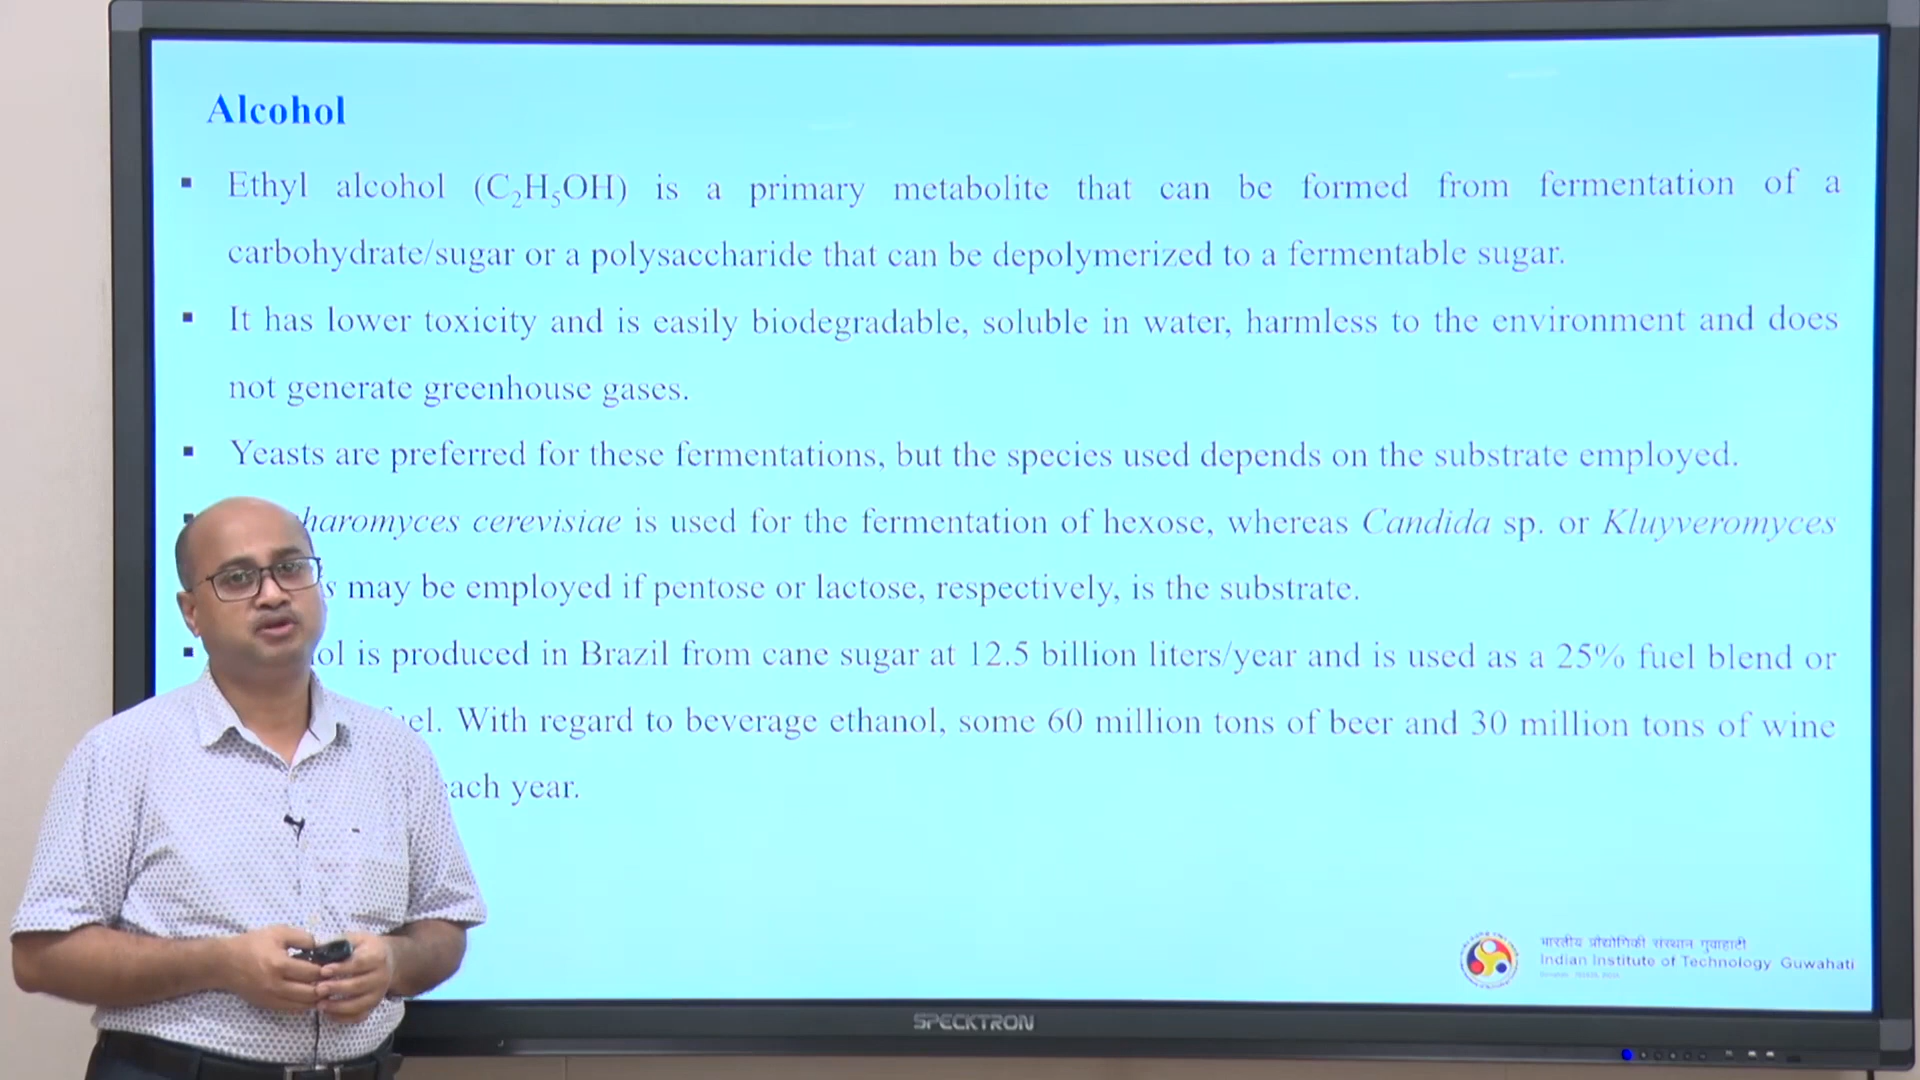 Alcohol
▪ Ethyl alcohol (C₂H₅OH) is a primary metabolite that can be formed from fermentation of a
carbohydrate/sugar or a polysaccharide that can be depolymerized to a fermentable sugar.
▪ It has lower toxicity and is easily biodegradable, soluble in water, harmless to the environment and does
not generate greenhouse gases.
▪ Yeasts are preferred for these fermentations, but the species used depends on the substrate employed.
▪ haromyces cerevisiae is used for the fermentation of hexose, whereas Candida sp. or Kluyveromyces
s may be employed if pentose or lactose, respectively, is the substrate.
▪ ol is produced in Brazil from cane sugar at 12.5 billion liters/year and is used as a 25% fuel blend or
el. With regard to beverage ethanol, some 60 million tons of beer and 30 million tons of wine
ach year.
भारतीय प्रौद्योगिकी संस्थान गुवाहाटी
Indian Institute of Technology Guwahati
SPECKTRON